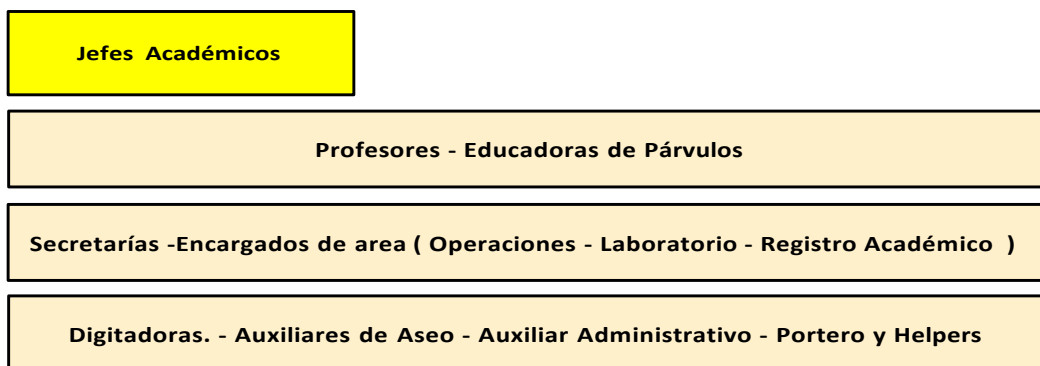 Jefes Académicos
Profesores - Educadoras de Párvulos
Secretarías -Encargados de area ( Operaciones - Laboratorio - Registro Académico )
Digitadoras. - Auxiliares de Aseo - Auxiliar Administrativo - Portero y Helpers